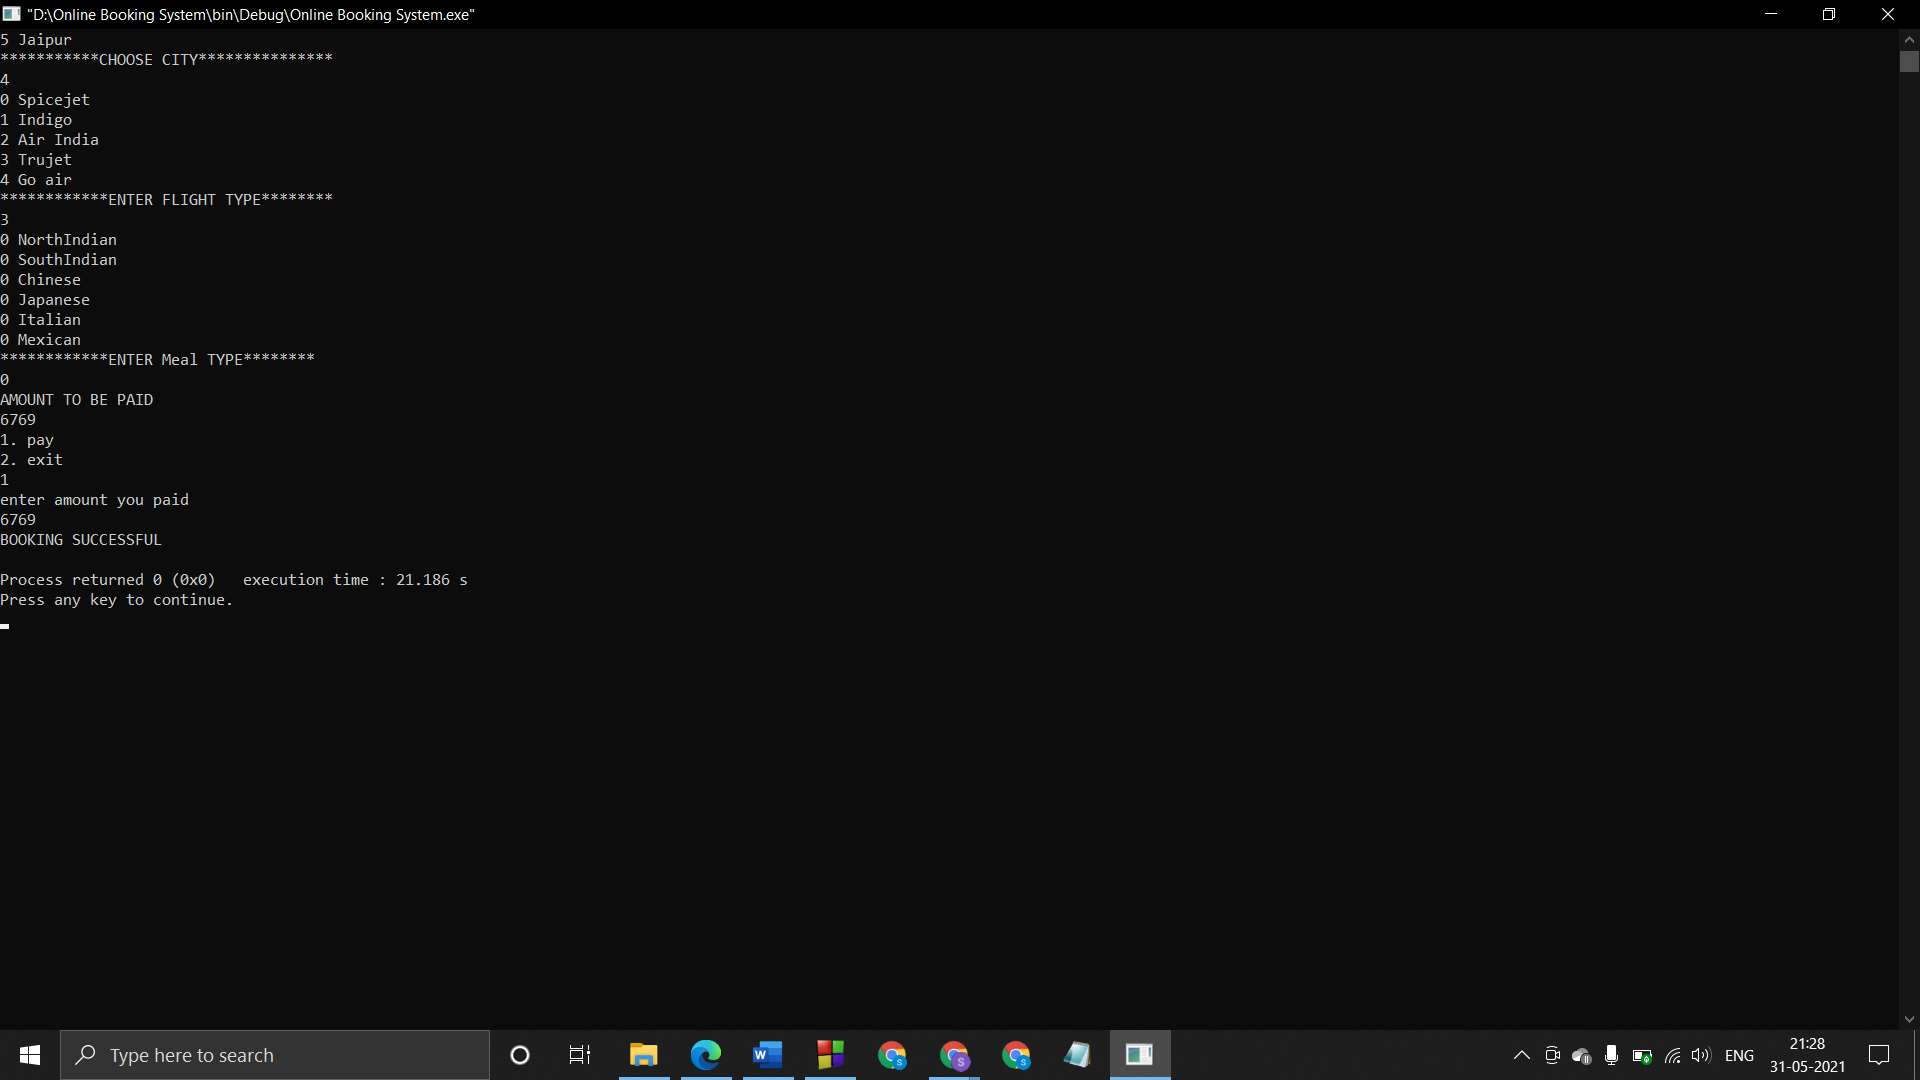 "D:\Online Booking System\bin\Debug\Online Booking System.exe"
5 Jaipur
***********CHOOSE CITY***************
4
0 Spicejet
1 Indigo
2 Air India
3 Trujet
4 Go air
************ENTER FLIGHT TYPE********
3
0 NorthIndian
0 SouthIndian
0 Chinese
0 Japanese
0 Italian
0 Mexican
************ENTER Meal TYPE********
0
AMOUNT TO BE PAID
6769
1. pay
2. exit
1
enter amount you paid
6769
BOOKING SUCCESSFUL
Process returned 0 (0x0)   execution time : 21.186 s
Press any key to continue.
Type here to search
ENG
21:28
31-05-2021